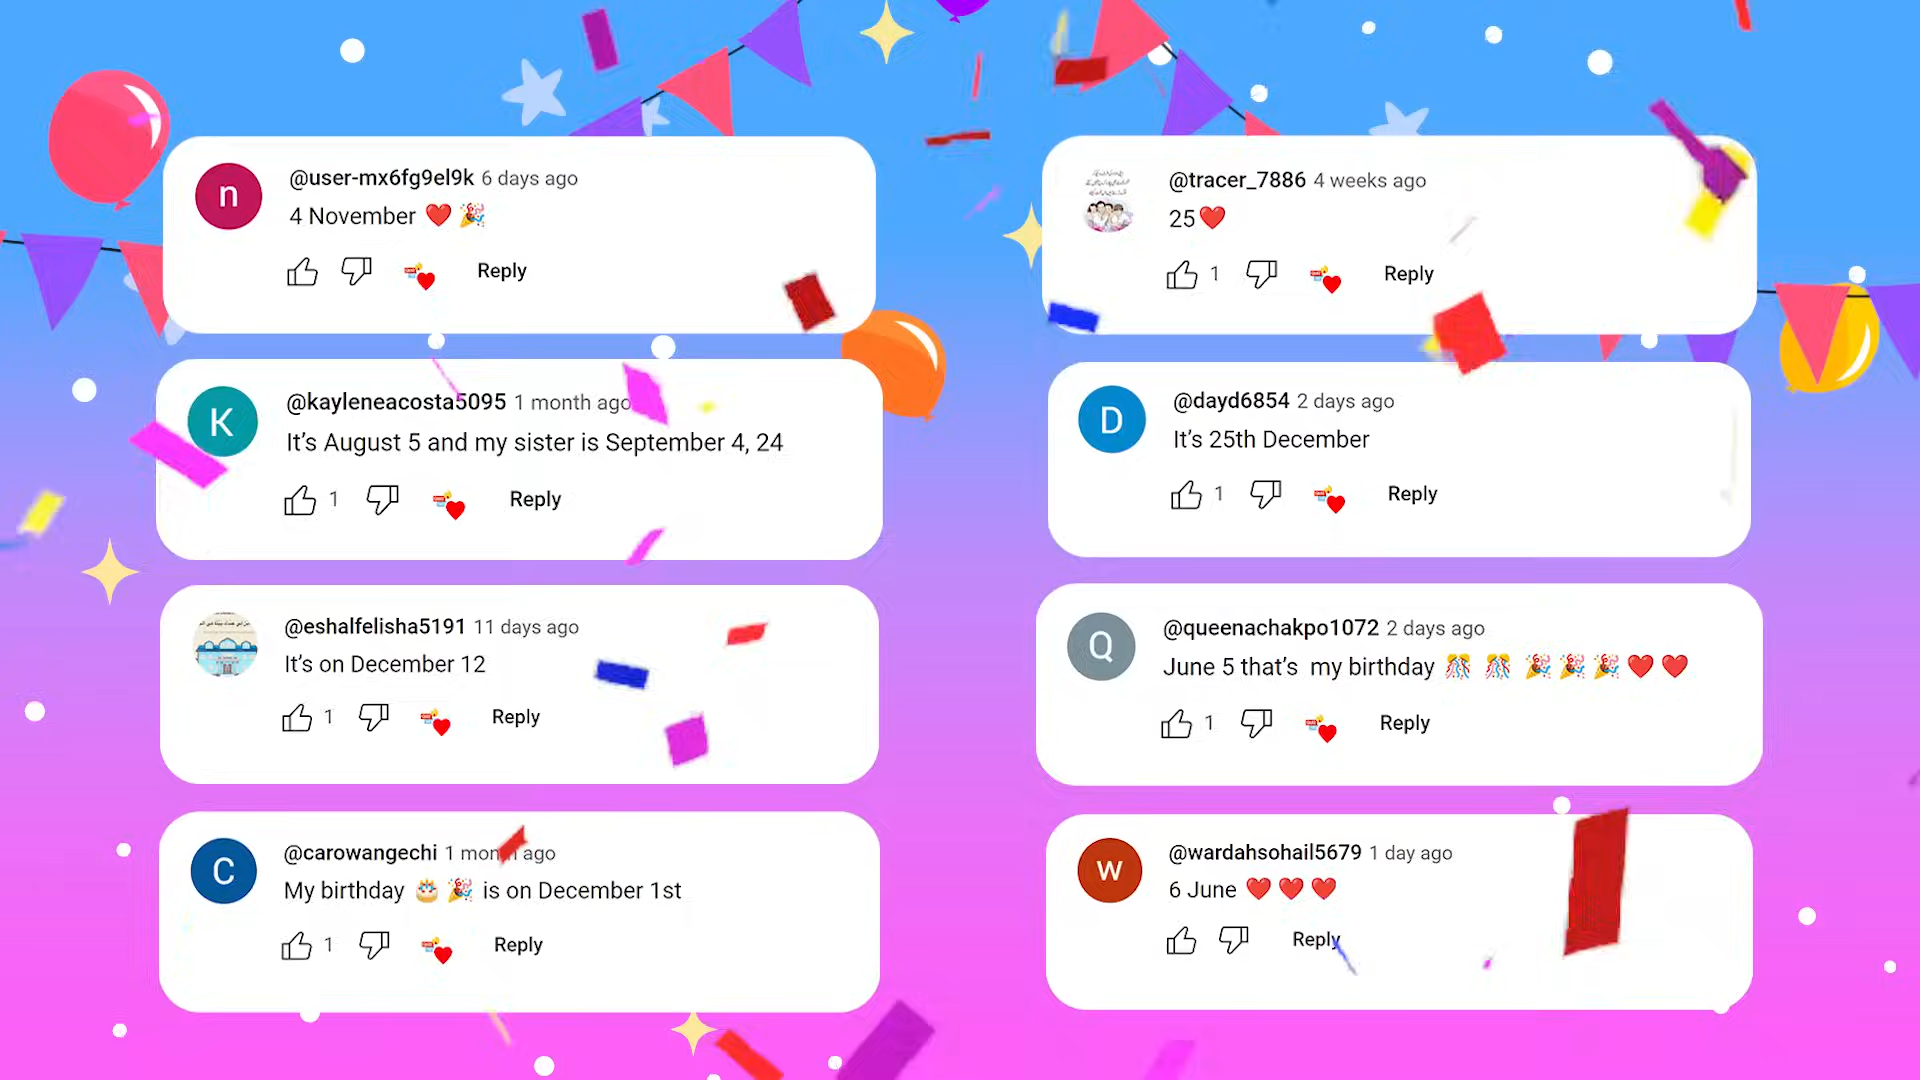 @user-mx6fg9el9k 6 days ago
4 November ❤️ 🎉
Reply
@kayleneacosta5095 1 month ago
It's August 5 and my sister is September 4, 24
1
Reply
@eshalfelisha5191 11 days ago
It's on December 12
1
Reply
@carowangechi 1 month ago
My birthday 🎂 🎉 is on December 1st
1
Reply
@tracer_7886 4 weeks ago
25❤️
1
Reply
@dayd6854 2 days ago
It's 25th December
1
Reply
@queenachakpo1072 2 days ago
June 5 that's my birthday 🎊 🎊 🎉 🎉 🎉 ❤️ ❤️
1
Reply
@wardahsohail5679 1 day ago
6 June ❤️ ❤️ ❤️
Reply
n
K
C
D
Q
w